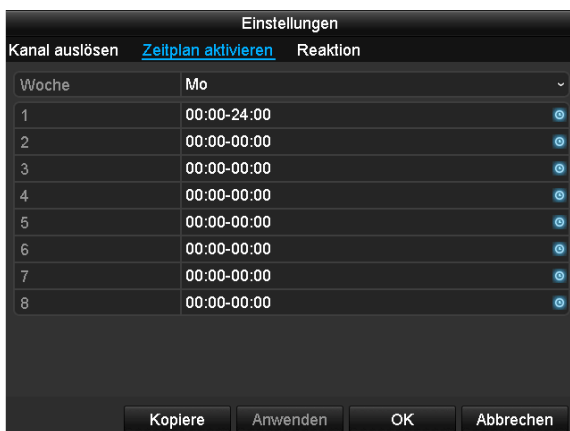 Einstellungen
Kanal auslösen Zeitplan aktivieren Reaktion
Woche Mo
1 00:00-24:00
2 00:00-00:00
3 00:00-00:00
4 00:00-00:00
5 00:00-00:00
6 00:00-00:00
7 00:00-00:00
8 00:00-00:00
Kopiere Anwenden OK Abbrechen